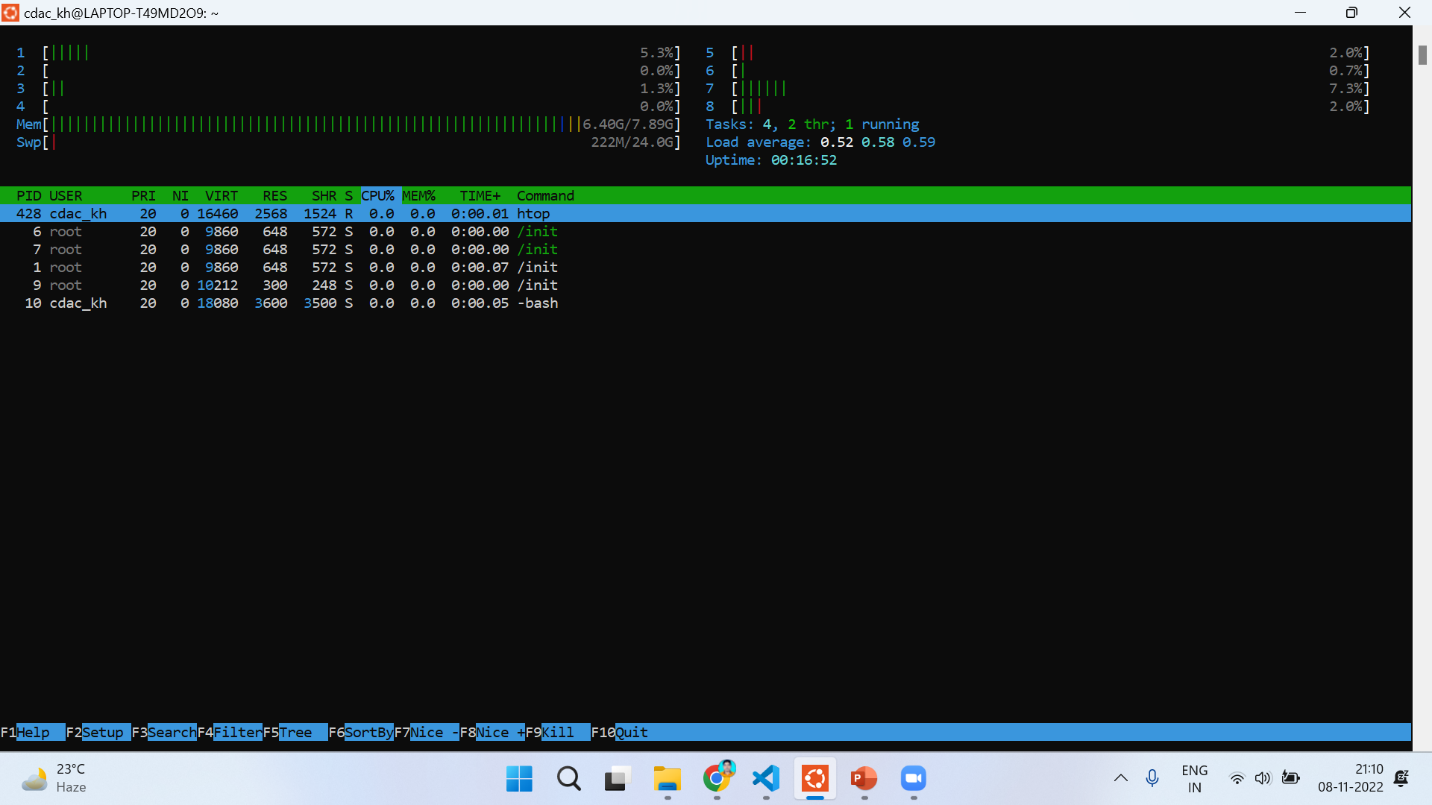 cdac_kh@LAPTOP-T49MD2O9: ~
1 [||||| 5.3%] 5 [|| 2.0%]
2 [ 0.0%] 6 [| 0.7%]
3 [|| 1.3%] 7 [|||||| 7.3%]
4 [ 0.0%] 8 [||| 2.0%]
Mem[|||||||||||||||||||||||||||||||||||||||||||||||||||||||||||||||||6.40G/7.89G] Tasks: 4, 2 thr; 1 running
Swp[| 222M/24.0G] Load average: 0.52 0.58 0.59
Uptime: 00:16:52
PID USER PRI NI VIRT RES SHR S CPU% MEM% TIME+ Command
428 cdac_kh 20 0 16460 2568 1524 R 0.0 0.0 0:00.01 htop
6 root 20 0 9860 648 572 S 0.0 0.0 0:00.00 /init
7 root 20 0 9860 648 572 S 0.0 0.0 0:00.00 /init
1 root 20 0 9860 648 572 S 0.0 0.0 0:00.07 /init
9 root 20 0 10212 300 248 S 0.0 0.0 0:00.00 /init
10 cdac_kh 20 0 18080 3600 3500 S 0.0 0.0 0:00.05 -bash
F1Help F2Setup F3SearchF4FilterF5Tree F6SortByF7Nice -F8Nice +F9Kill F10Quit
23°C
Haze
P
ENG
IN
21:10
08-11-2022